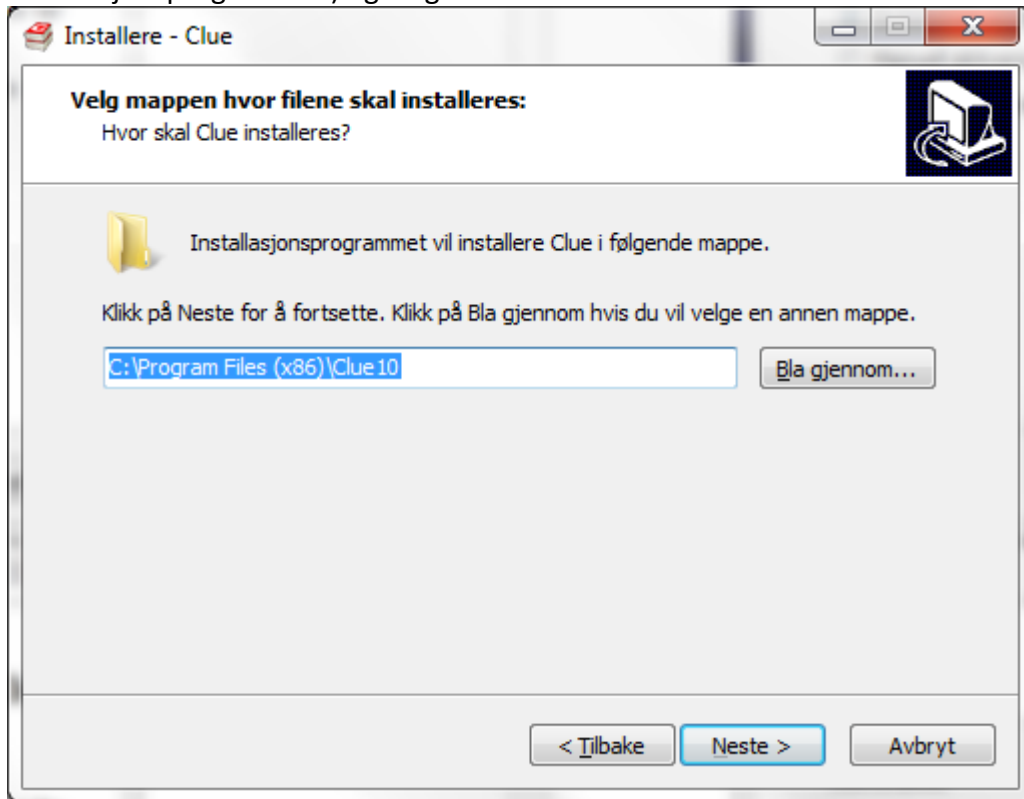 Installere - Clue
Velg mappen hvor filene skal installeres:
Hvor skal Clue installeres?
Installasjonsprogrammet vil installere Clue i følgende mappe.
Klikk på Neste for å fortsette. Klikk på Bla gjennom hvis du vil velge en annen mappe.
C:\Program Files (x86)\Clue10
Bla gjennom...
< Tilbake
Neste >
Avbryt